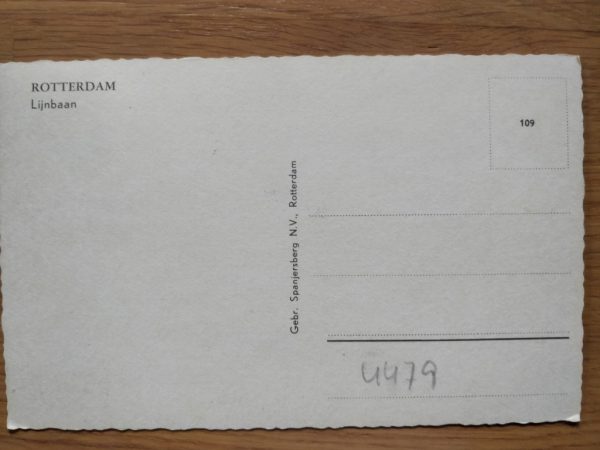 ROTTERDAM
Lijnbaan
109
Gebr. Spanjersberg N.V., Rotterdam
4479